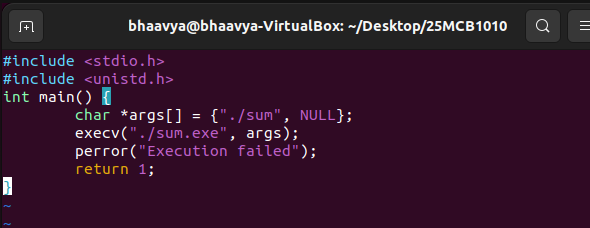 bhaavya@bhaavya-VirtualBox: ~/Desktop/25MCB1010
#include <stdio.h>
#include <unistd.h>
int main() {
        char *args[] = {"./sum", NULL};
        execv("./sum.exe", args);
        perror("Execution failed");
        return 1;
}
~
~